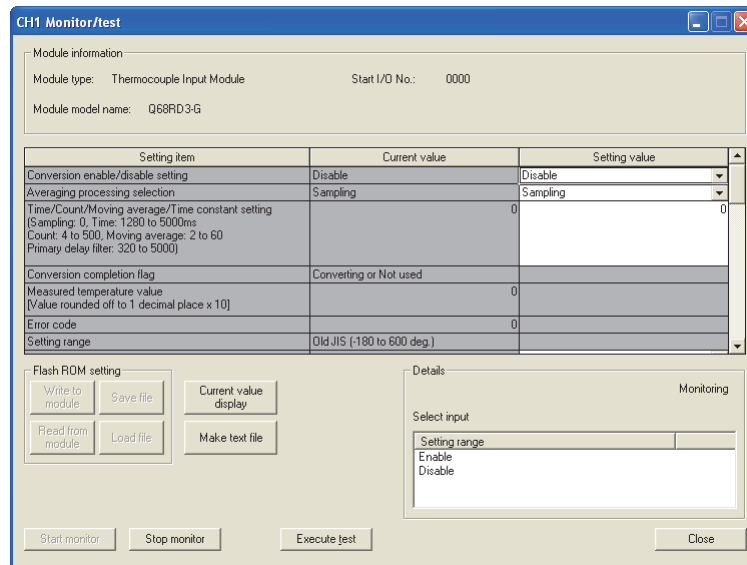 CH1 Monitor/test
Module information
Module type: Thermocouple Input Module Start I/O No.: 0000
Module model name: Q68RD3-G
Setting item Current value Setting value
Conversion enable/disable setting Disable Disable
Averaging processing selection Sampling Sampling
Time/Count/Moving average/Time constant setting 0 0
(Sampling: 0, Time: 1280 to 5000ms
Count: 4 to 500, Moving average: 2 to 60
Primary delay filter: 320 to 5000)
Conversion completion flag Converting or Not used
Measured temperature value 0
[Value rounded off to 1 decimal place x 10]
Error code 0
Setting range Old JIS (-180 to 600 deg.)
Flash ROM setting
Write to
module
Save file
Read from
module
Load file
Current value
display
Make text file
Details
Monitoring
Select input
Setting range
Enable
Disable
Start monitor Stop monitor Execute test Close